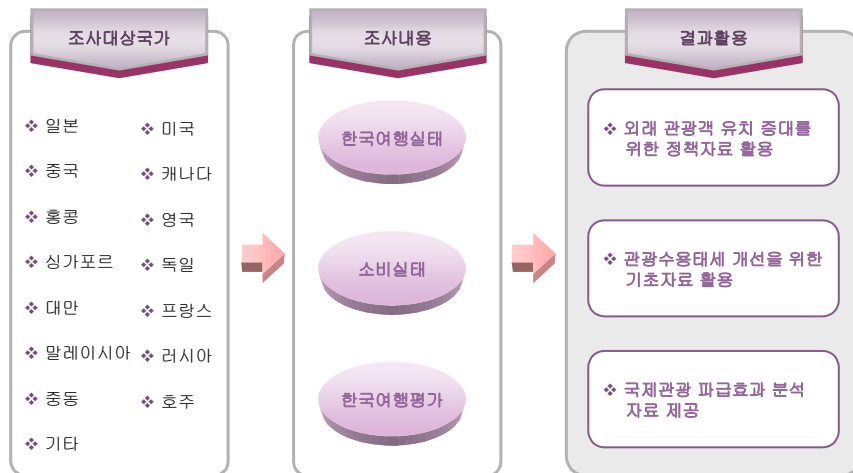 조사대상국가
❖ 일본
❖ 중국
❖ 홍콩
❖ 싱가포르
❖ 대만
❖ 말레이시아
❖ 중동
❖ 기타
❖ 미국
❖ 캐나다
❖ 영국
❖ 독일
❖ 프랑스
❖ 러시아
❖ 호주
조사내용
한국여행실태
소비실태
한국여행평가
결과활용
❖ 외래 관광객 유치 증대를
위한 정책자료 활용
❖ 관광수용태세 개선을 위한
기초자료 활용
❖ 국제관광 파급효과 분석
자료 제공